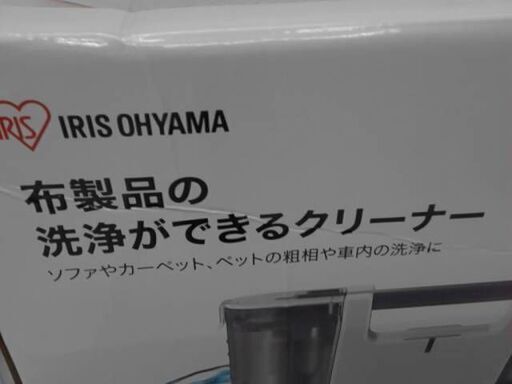 IRIS
IRIS OHYAMA
布製品の
洗浄ができるクリーナー
ソファやカーペット、ペットの粗相や車内の洗浄に